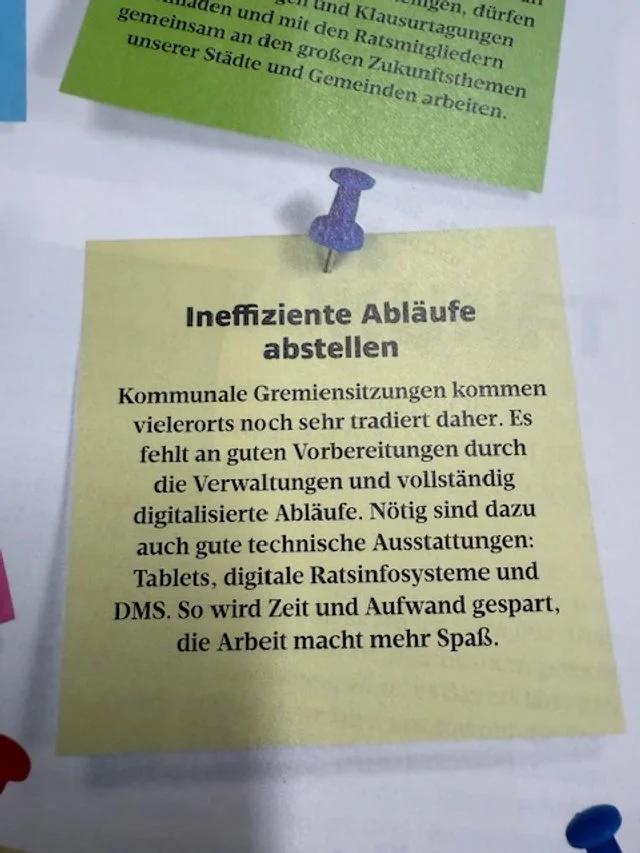 und Klausurtagungen
und mit den Ratsmitgliedern
gemeinsam an den großen Zukunftsthemen
unserer Städte und Gemeinden arbeiten.
Ineffiziente Abläufe
abstellen
Kommunale Gremiensitzungen kommen
vielerorts noch sehr tradiert daher. Es
fehlt an guten Vorbereitungen durch
die Verwaltungen und vollständig
digitalisierte Abläufe. Nötig sind dazu
auch gute technische Ausstattungen:
Tablets, digitale Ratsinfosysteme und
DMS. So wird Zeit und Aufwand gespart,
die Arbeit macht mehr Spaß.